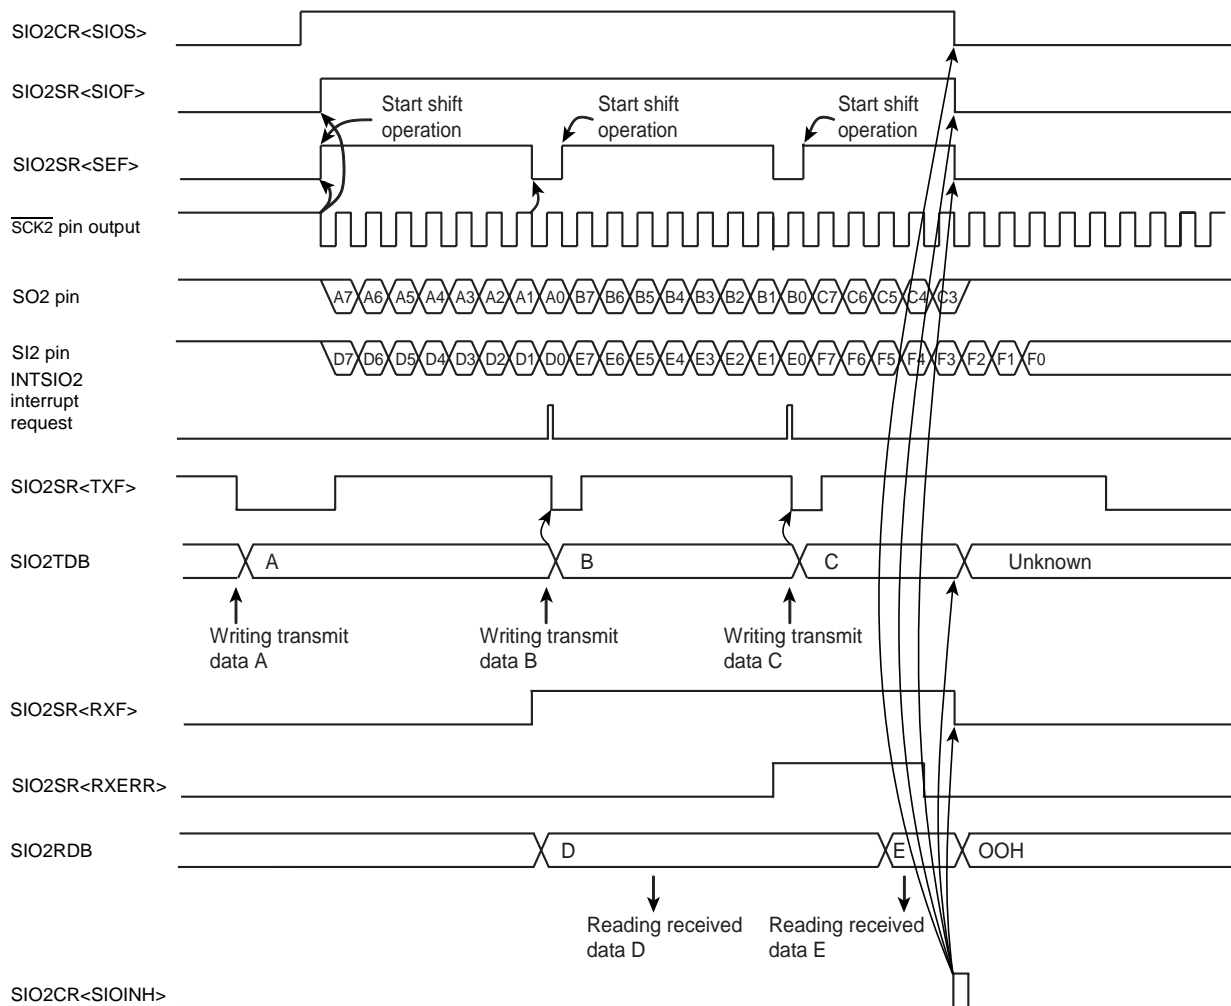 SIO2CR<SIOS>
SIO2SR<SIOF>
Start shift
operation
Start shift
operation
Start shift
operation
SIO2SR<SEF>
SCK2 pin output
SO2 pin
A7 A6 A5 A4 A3 A2 A1 A0 B7 B6 B5 B4 B3 B2 B1 B0 C7 C6 C5 C4 C3
SI2 pin
D7 D6 D5 D4 D3 D2 D1 D0 E7 E6 E5 E4 E3 E2 E1 E0 F7 F6 F5 F4 F3 F2 F1 F0
INTSIO2
interrupt
request
SIO2SR<TXF>
SIO2TDB
A B C Unknown
Writing transmit
data A
Writing transmit
data B
Writing transmit
data C
SIO2SR<RXF>
SIO2SR<RXERR>
SIO2RDB
D E OOH
Reading received
data D
Reading received
data E
SIO2CR<SIOINH>